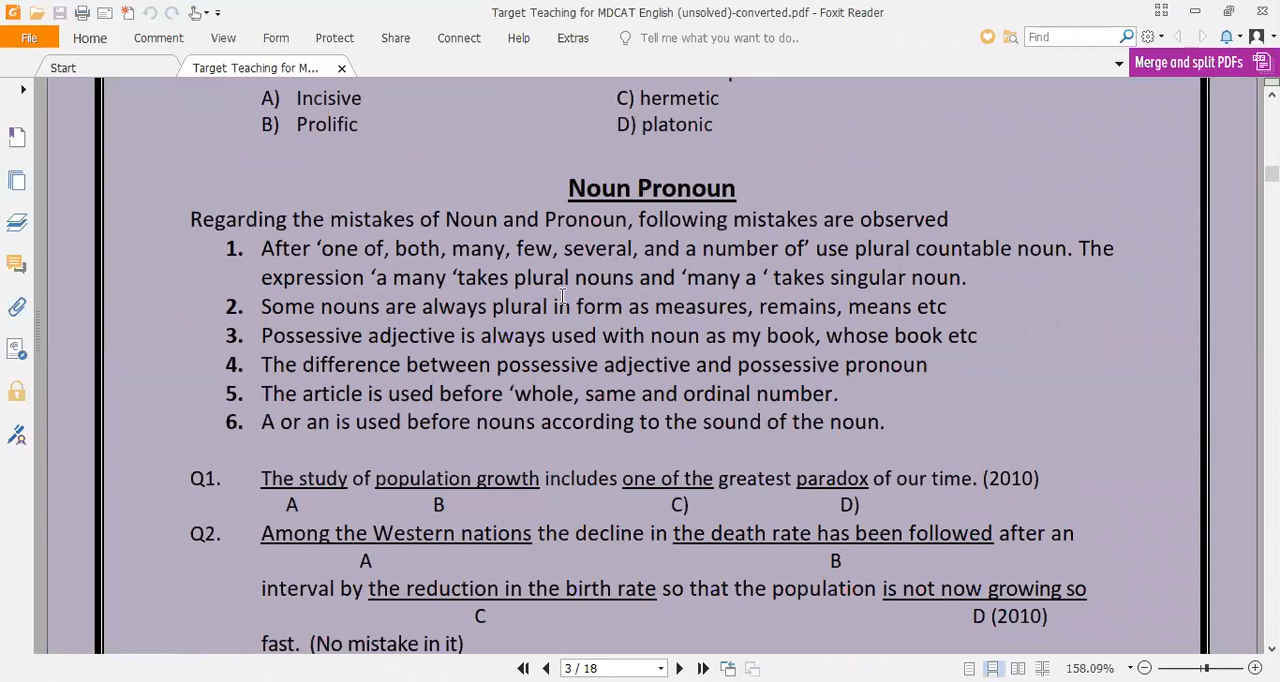 Target Teaching for MDCAT English (unsolved)-converted.pdf - Foxit Reader
File Home Comment View Form Protect Share Connect Help Extras Tell me what you want to do.. Find
Start Target Teaching for M... Merge and split PDFs
A) Incisive C) hermetic
B) Prolific D) platonic
Noun Pronoun
Regarding the mistakes of Noun and Pronoun, following mistakes are observed
1. After ‘one of, both, many, few, several, and a number of’ use plural countable noun. The
expression ‘a many ‘takes plural nouns and ‘many a ‘ takes singular noun.
2. Some nouns are always plural in form as measures, remains, means etc
3. Possessive adjective is always used with noun as my book, whose book etc
4. The difference between possessive adjective and possessive pronoun
5. The article is used before ‘whole, same and ordinal number.
6. A or an is used before nouns according to the sound of the noun.
Q1. The study of population growth includes one of the greatest paradox of our time. (2010)
A B C) D)
Q2. Among the Western nations the decline in the death rate has been followed after an
A B
interval by the reduction in the birth rate so that the population is not now growing so
C D (2010)
fast. (No mistake in it)
3 / 18 158.09%